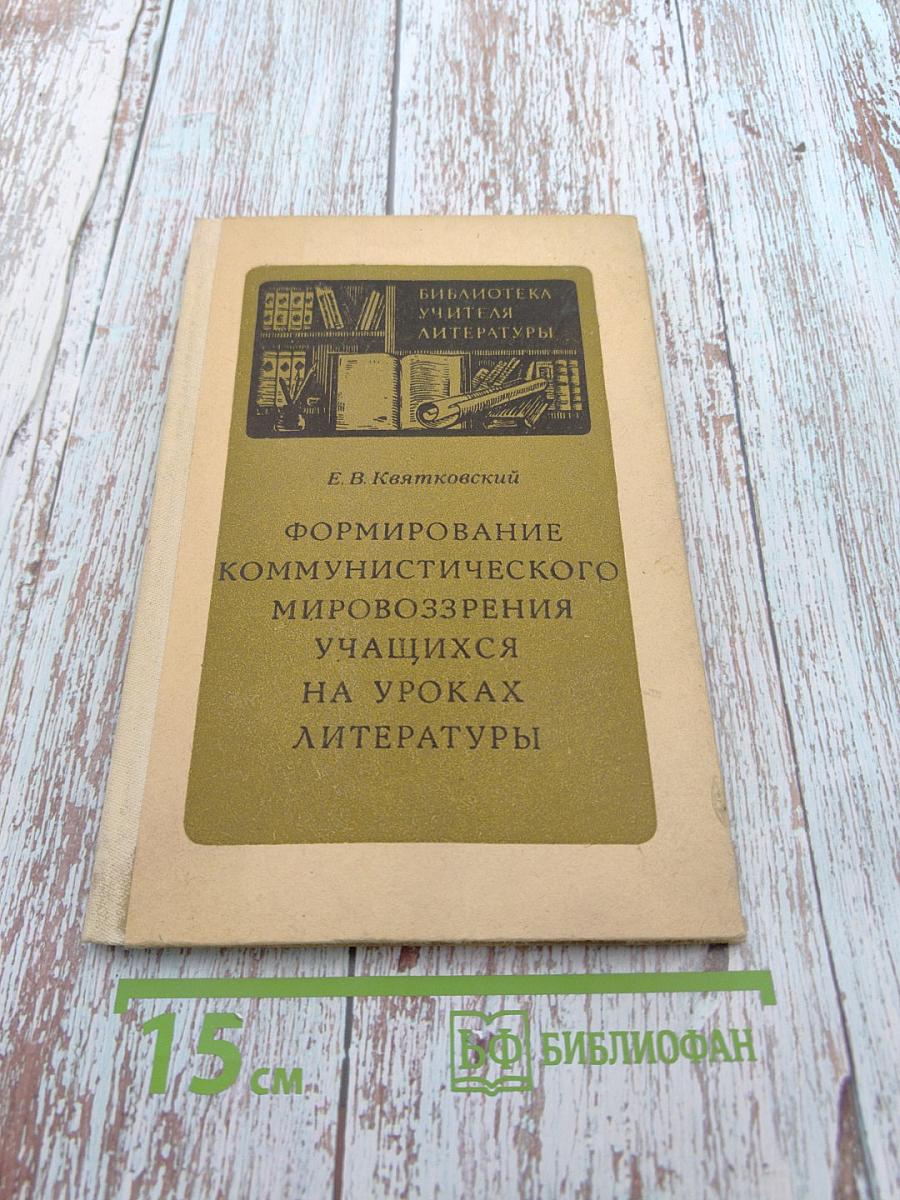 БИБЛИОТЕКА
УЧИТЕЛЯ
ЛИТЕРАТУРЫ
Е. В. Квятковский
ФОРМИРОВАНИЕ
КОММУНИСТИЧЕСКОГО
МИРОВОЗЗРЕНИЯ
УЧАЩИХСЯ
НА УРОКАХ
ЛИТЕРАТУРЫ
15 см
БФ БИБЛИОФАН